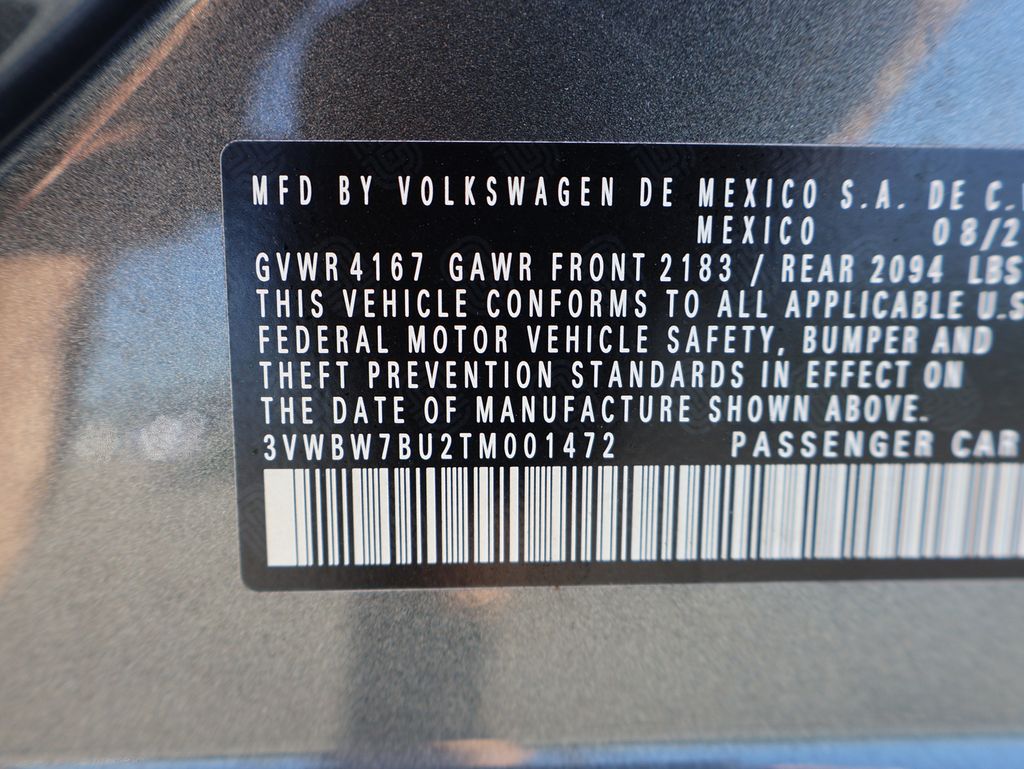 MFD BY VOLKSWAGEN DE MEXICO S.A. DE C.
MEXICO 08/2
GVWR 4167 GAWR FRONT 2183 / REAR 2094 LBS
THIS VEHICLE CONFORMS TO ALL APPLICABLE U.S
FEDERAL MOTOR VEHICLE SAFETY, BUMPER AND
THEFT PREVENTION STANDARDS IN EFFECT ON
THE DATE OF MANUFACTURE SHOWN ABOVE.
3VWBW7BU2TM001472 PASSENGER CAR